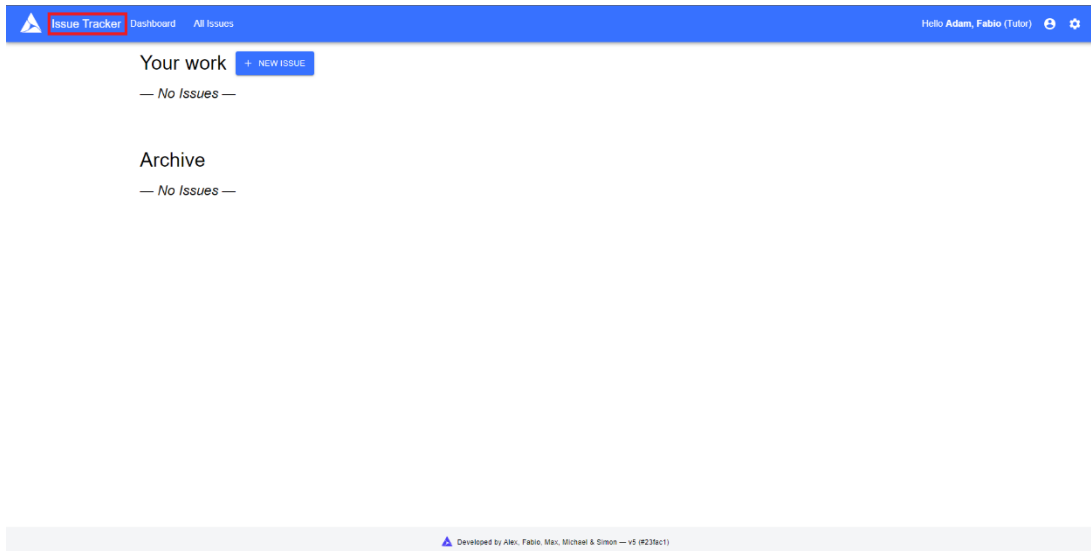 Issue Tracker Dashboard All Issues Hello Adam, Fabio (Tutor)
Your work + NEW ISSUE
— No Issues —
Archive
— No Issues —
Developed by Alex, Fabio, Max, Michael & Simon — v5 (#23fac1)